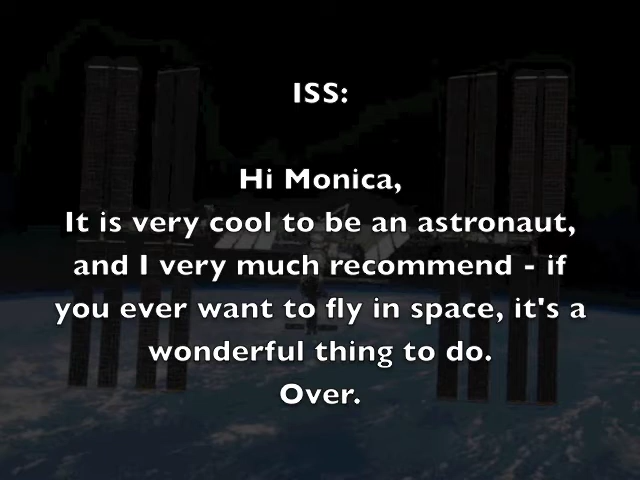 ISS:
Hi Monica,
It is very cool to be an astronaut,
and I very much recommend - if
you ever want to fly in space, it's a
wonderful thing to do.
Over.